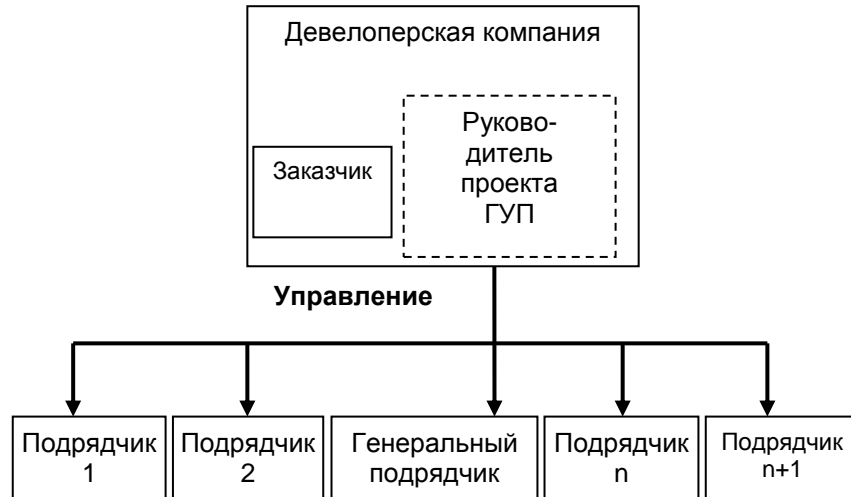 Девелоперская компания
Заказчик
Руково-
дитель
проекта
ГУП
Управление
Подрядчик
1
Подрядчик
2
Генеральный
подрядчик
Подрядчик
n
Подрядчик
n+1